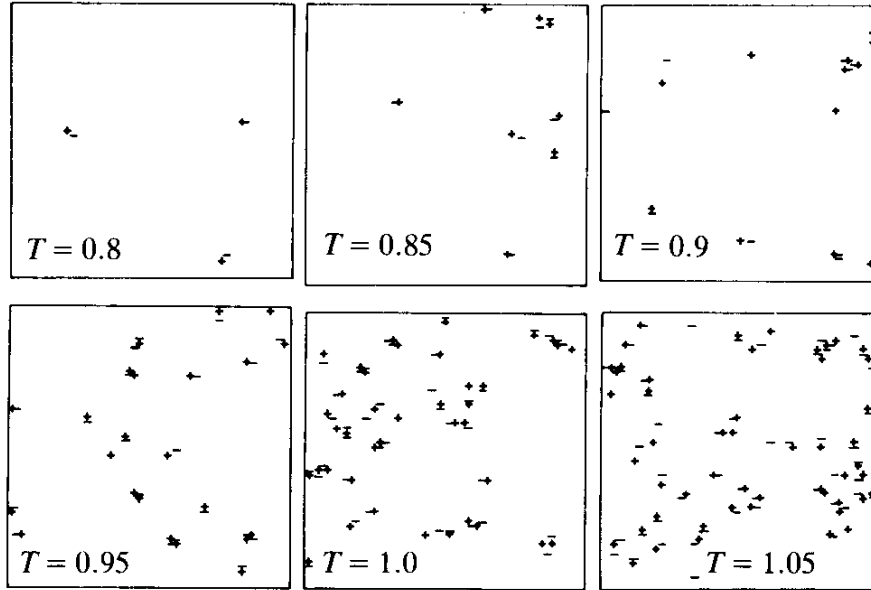 T = 0.8
T = 0.85
T = 0.9
T = 0.95
T = 1.0
T = 1.05